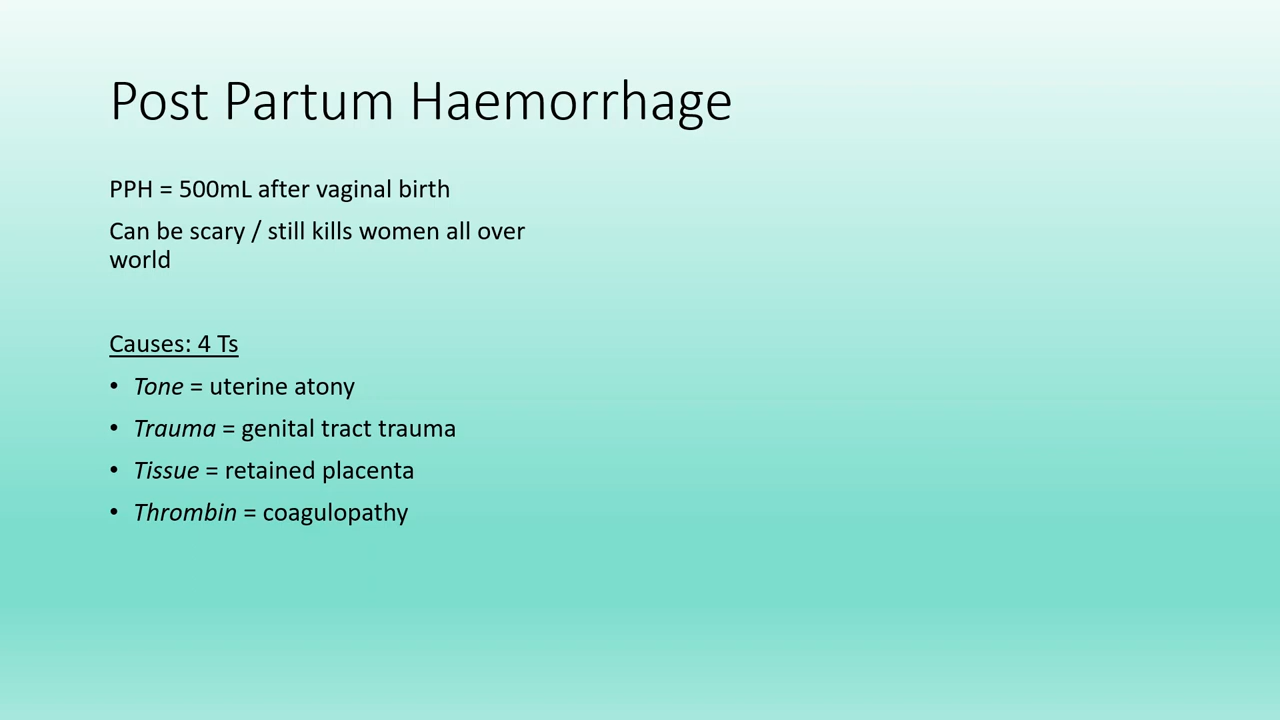 Post Partum Haemorrhage
PPH = 500mL after vaginal birth
Can be scary / still kills women all over
world
Causes: 4 Ts
• Tone = uterine atony
• Trauma = genital tract trauma
• Tissue = retained placenta
• Thrombin = coagulopathy